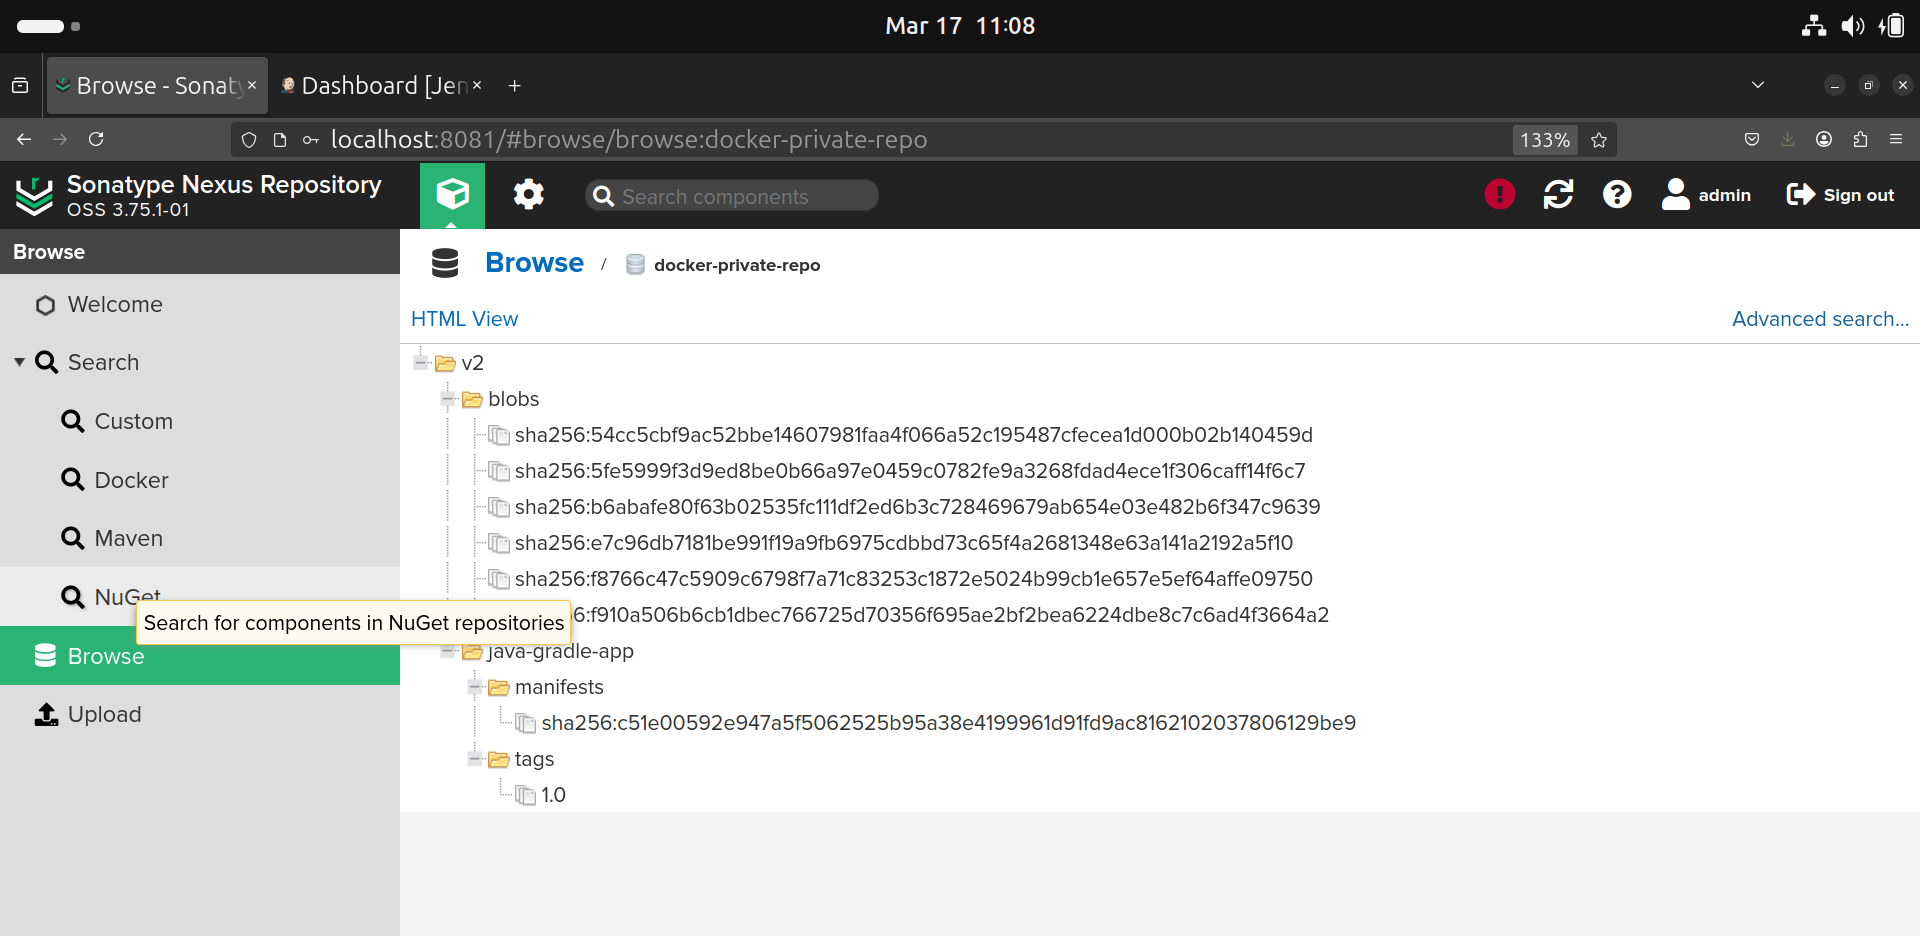 Mar 17 11:08
Browse - Sonaty
Dashboard [Jen
localhost:8081/#browse/browse:docker-private-repo
133%
Sonatype Nexus Repository
OSS 3.75.1-01
Search components
admin
Sign out
Browse
Welcome
Search
Custom
Docker
Maven
NuGet
Search for components in NuGet repositories
Browse
Upload
Browse / docker-private-repo
HTML View
Advanced search...
v2
blobs
sha256:54cc5cbf9ac52bbe14607981faa4f066a52c195487cfecea1d000b02b140459d
sha256:5fe5999f3d9ed8be0b66a97e0459c0782fe9a3268fdad4ece1f306caff14f6c7
sha256:b6abafe80f63b02535fc111df2ed6b3c728469679ab654e03e482b6f347c9639
sha256:e7c96db7181be991f19a9fb6975cdbbd73c65f4a2681348e63a141a2192a5f10
sha256:f8766c47c5909c6798f7a71c83253c1872e5024b99cb1e657e5ef64affe09750
6:f910a506b6cb1dbec766725d70356f695ae2bf2bea6224dbe8c7c6ad4f3664a2
java-gradle-app
manifests
sha256:c51e00592e947a5f5062525b95a38e4199961d91fd9ac8162102037806129be9
tags
1.0